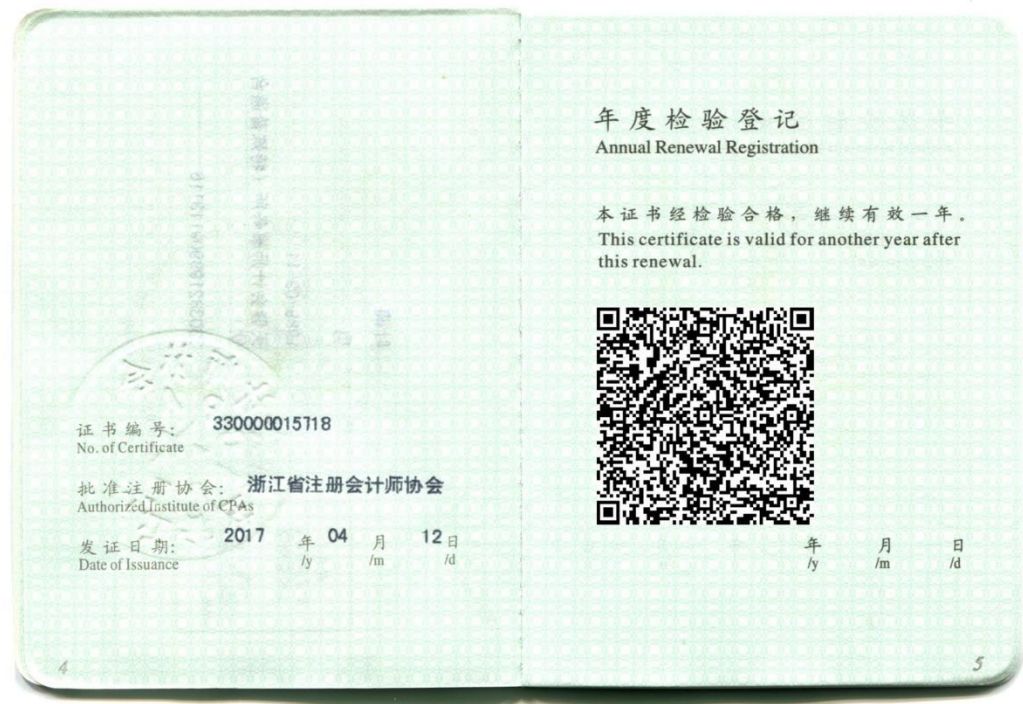 证书编号: 330000015718
No. of Certificate
批准注册协会: 浙江省注册会计师协会
Authorized Institute of CPAs
发证日期: 2017 年 04 月 12 日
Date of Issuance /y /m /d
4
年度检验登记
Annual Renewal Registration
本证书经检验合格，继续有效一年。
This certificate is valid for another year after
this renewal.
年 月 日
/y /m /d
5